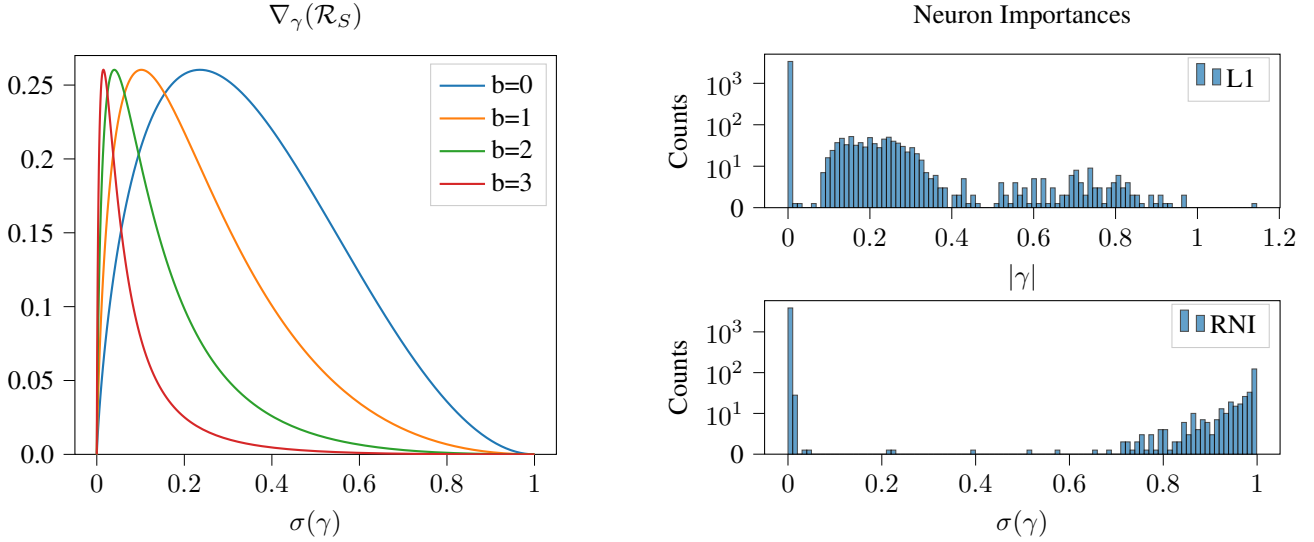 ∇γ(ℛS)
0.25
0.2
0.15
0.1
0.05
0.0
0
0.2
0.4
0.6
0.8
1
σ(γ)
b=0
b=1
b=2
b=3
Neuron Importances
Counts
10³
10²
10¹
0
L1
0
0.2
0.4
0.6
0.8
1
1.2
|γ|
Counts
10³
10²
10¹
0
RNI
0
0.2
0.4
0.6
0.8
1
σ(γ)